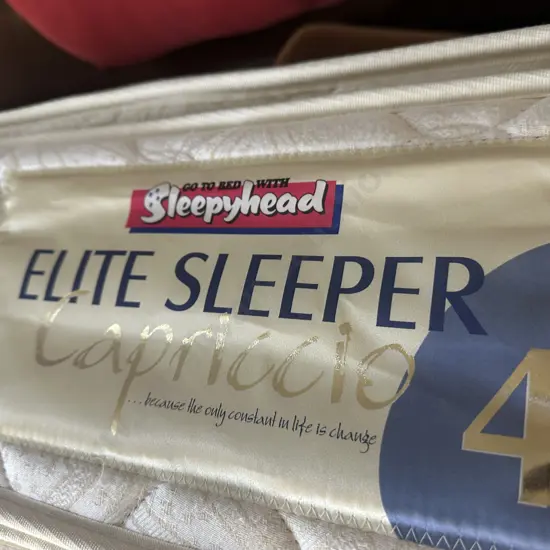 GO TO BED WITH
Sleepyhead
ELITE SLEEPER
Capriccio
...because the only constant in life is change
4